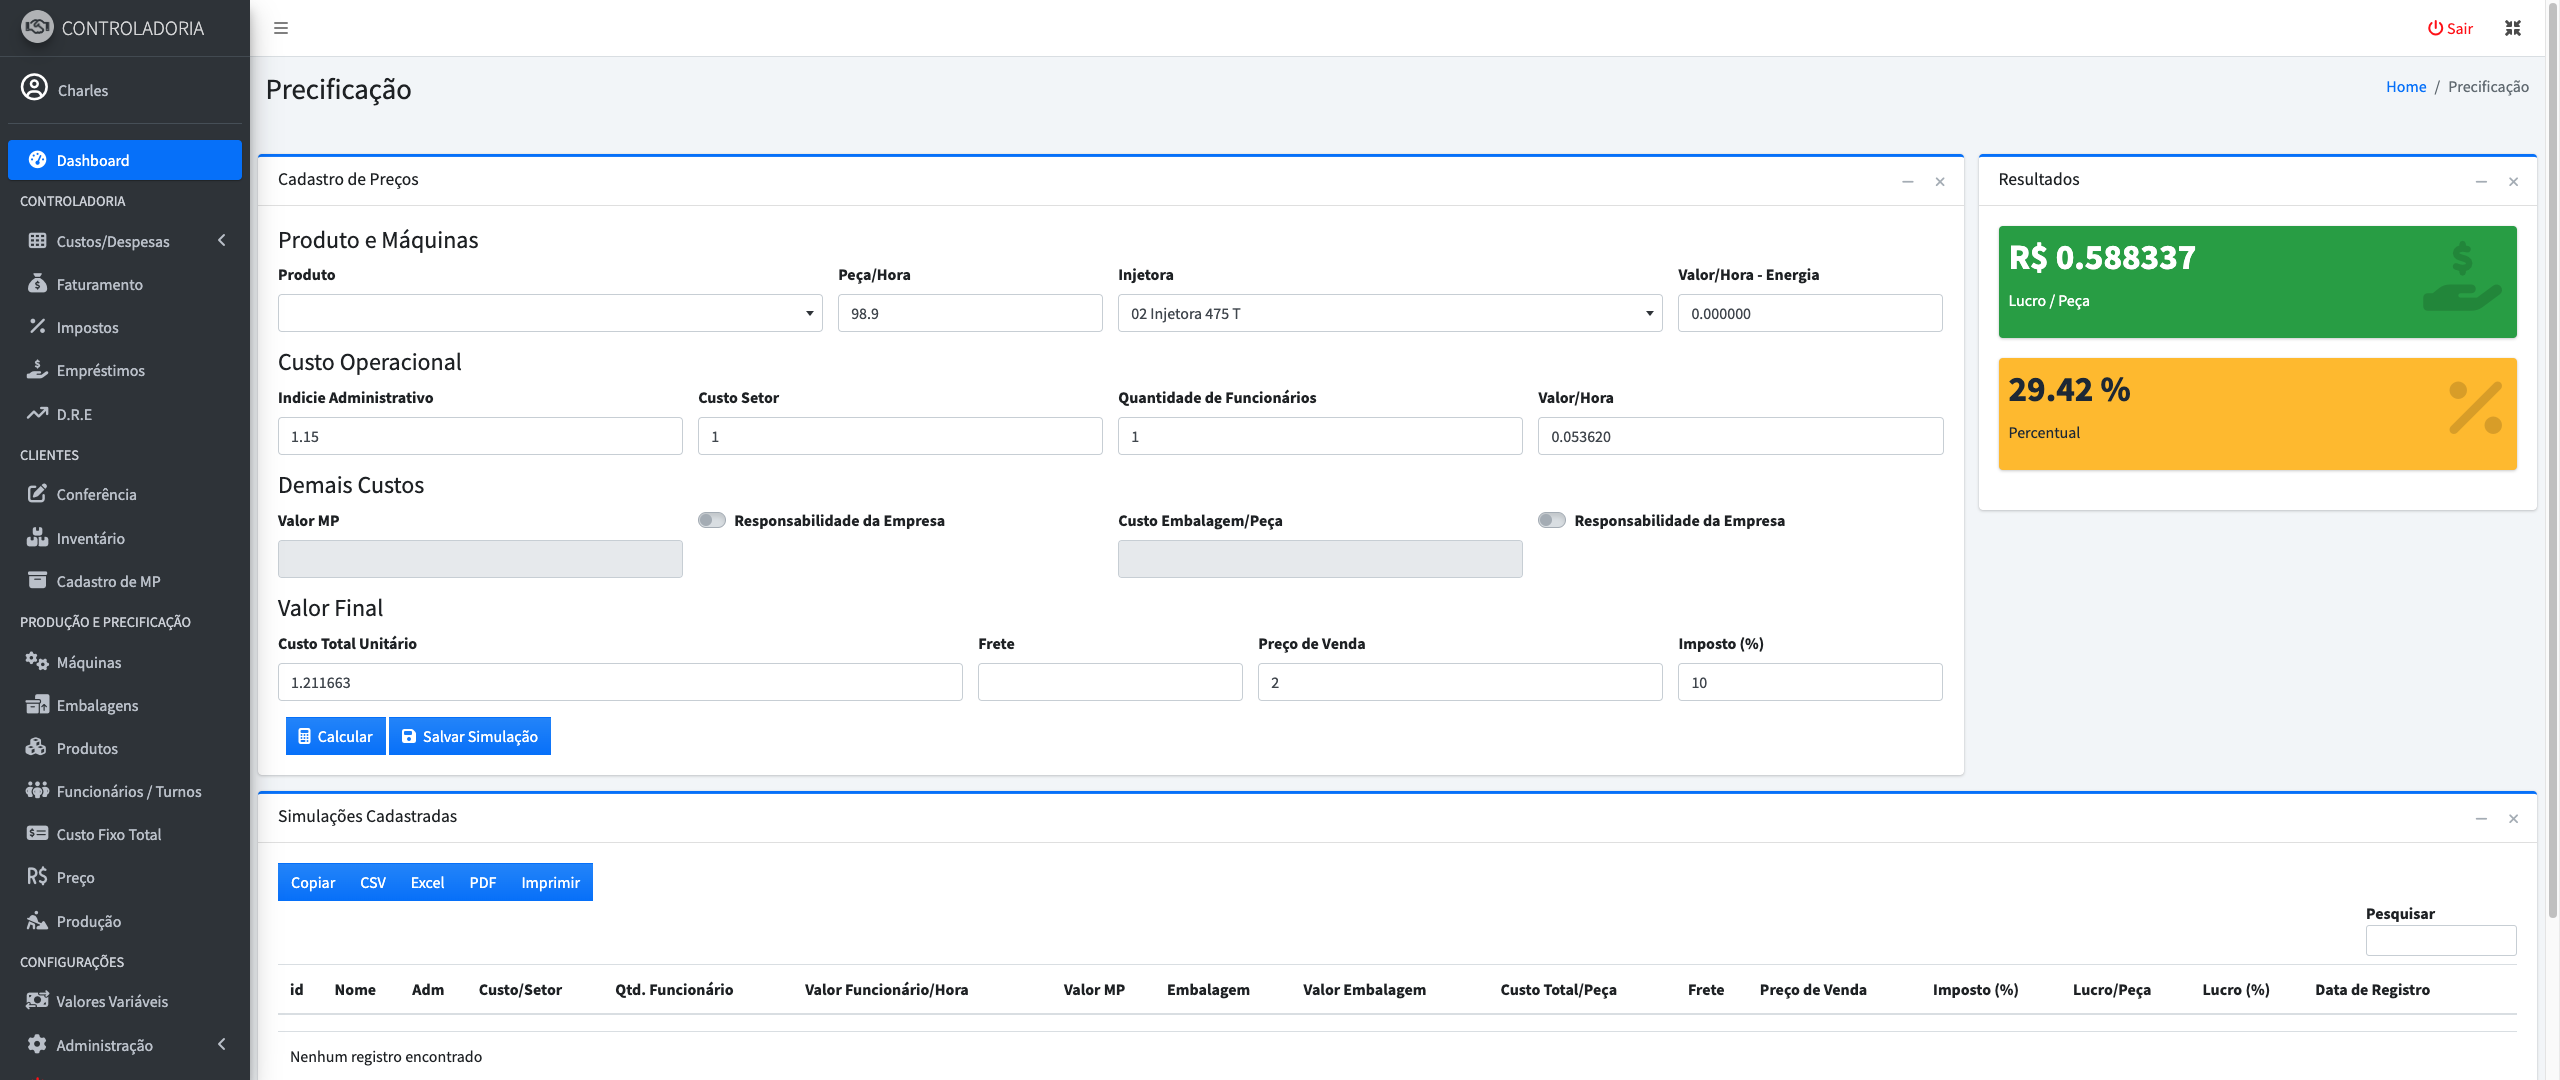 CONTROLADORIA
Sair
Charles
Precificação
Home / Precificação
Dashboard
CONTROLADORIA
Custos/Despesas
Faturamento
Impostos
Empréstimos
D.R.E
CLIENTES
Conferência
Inventário
Cadastro de MP
PRODUÇÃO E PRECIFICAÇÃO
Máquinas
Embalagens
Produtos
Funcionários / Turnos
Custo Fixo Total
R$ Preço
Produção
CONFIGURAÇÕES
Valores Variáveis
Administração
Cadastro de Preços
Produto e Máquinas
Produto Peça/Hora Injetora Valor/Hora - Energia
98.9 02 Injetora 475 T 0.000000
Custo Operacional
Indicie Administrativo Custo Setor Quantidade de Funcionários Valor/Hora
1.15 1 1 0.053620
Demais Custos
Valor MP Responsabilidade da Empresa Custo Embalagem/Peça Responsabilidade da Empresa
Valor Final
Custo Total Unitário Frete Preço de Venda Imposto (%)
1.211663 2 10
Calcular Salvar Simulação
Resultados
R$ 0.588337
Lucro / Peça
29.42 %
Percentual
Simulações Cadastradas
Copiar CSV Excel PDF Imprimir
Pesquisar
id Nome Adm Custo/Setor Qtd. Funcionário Valor Funcionário/Hora Valor MP Embalagem Valor Embalagem Custo Total/Peça Frete Preço de Venda Imposto (%) Lucro/Peça Lucro (%) Data de Registro
Nenhum registro encontrado